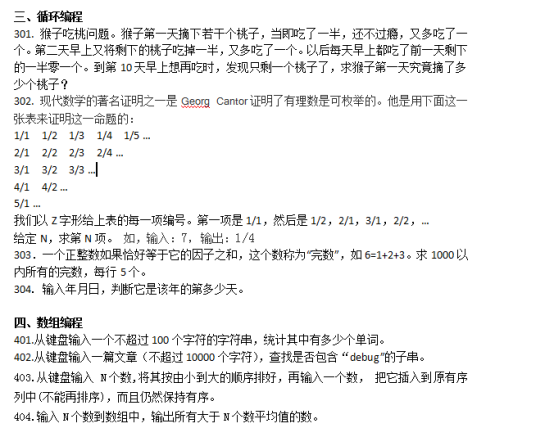 三、循环编程
301. 猴子吃桃问题。猴子第一天摘下若干个桃子，当即吃了一半，还不过瘾，又多吃了一
个。第二天早上又将剩下的桃子吃掉一半，又多吃了一个。以后每天早上都吃了前一天剩下
的一半零一个。到第 10 天早上想再吃时，发现只剩一个桃子了，求猴子第一天究竟摘了多
少个桃子？
302. 现代数学的著名证明之一是 Georg Cantor 证明了有理数是可枚举的。他是用下面这一
张表来证明这一命题的：
1/1 1/2 1/3 1/4 1/5 ...
2/1 2/2 2/3 2/4 ...
3/1 3/2 3/3 ...
4/1 4/2 ...
5/1 ...
我们以 Z 字形给上表的每一项编号。第一项是 1/1，然后是 1/2，2/1，3/1，2/2，...
给定 N，求第 N 项。 如，输入：7，输出：1/4
303．一个正整数如果恰好等于它的因子之和，这个数称为“完数”，如 6=1+2+3。求 1000 以
内所有的完数，每行 5 个。
304．输入年月日，判断它是该年的第多少天。
四、数组编程
401.从键盘输入一个不超过 100 个字符的字符串，统计其中有多少个单词。
402.从键盘输入一篇文章（不超过 10000 个字符），查找是否包含“debug”的子串。
403.从键盘输入 N个数,将其按由小到大的顺序排好，再输入一个数， 把它插入到原有序
列中(不能再排序)，而且仍然保持有序。
404.输入 N个数到数组中，输出所有大于 N个数平均值的数。